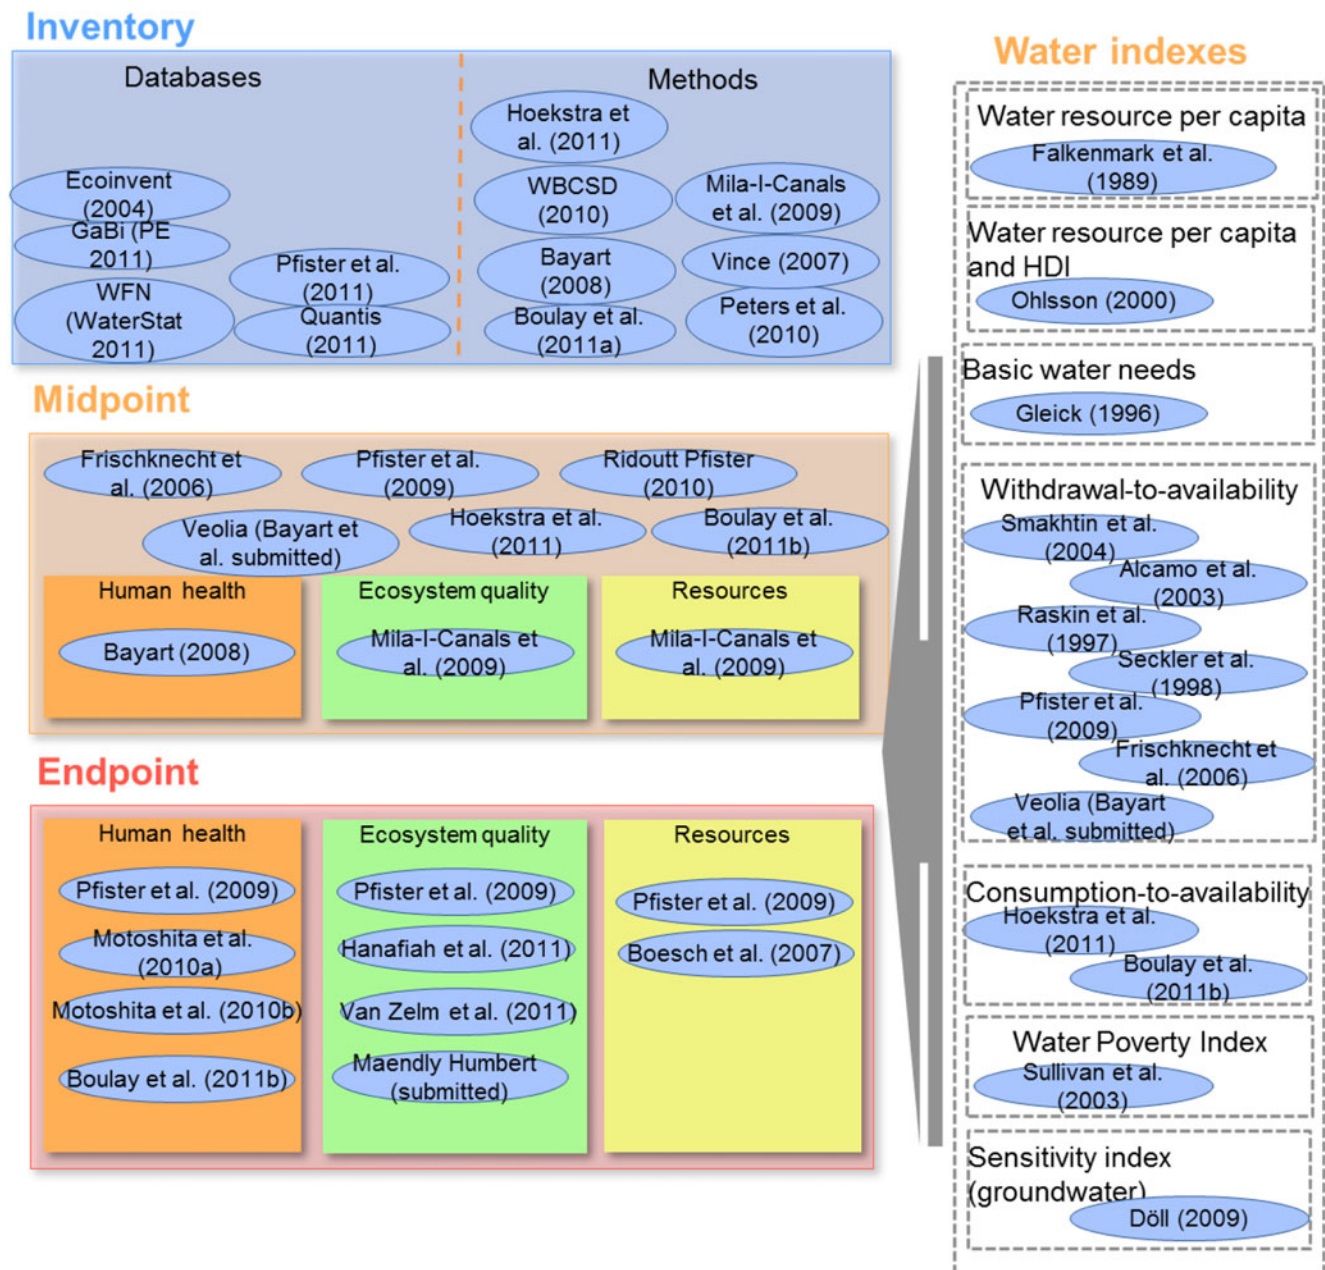 Inventory
Databases
Methods
Ecoinvent
(2004)
GaBi (PE
2011)
WFN
(WaterStat
2011)
Pfister et al.
(2011)
Quantis
(2011)
Hoekstra et
al. (2011)
WBCSD
(2010)
Bayart
(2008)
Boulay et al.
(2011a)
Mila-I-Canals
et al. (2009)
Vince (2007)
Peters et al.
(2010)
Midpoint
Frischknecht et
al. (2006)
Pfister et al.
(2009)
Ridoutt Pfister
(2010)
Veolia (Bayart et
al. submitted)
Hoekstra et al.
(2011)
Boulay et al.
(2011b)
Human health
Bayart (2008)
Ecosystem quality
Mila-I-Canals et
al. (2009)
Resources
Mila-I-Canals et
al. (2009)
Endpoint
Human health
Pfister et al. (2009)
Motoshita et al.
(2010a)
Motoshita et al. (2010b)
Boulay et al. (2011b)
Ecosystem quality
Pfister et al. (2009)
Hanafiah et al. (2011)
Van Zelm et al. (2011)
Maendly Humbert
(submitted)
Resources
Pfister et al. (2009)
Boesch et al. (2007)
Water indexes
Water resource per capita
Falkenmark et al.
(1989)
Water resource per capita
and HDI
Ohlsson (2000)
Basic water needs
Gleick (1996)
Withdrawal-to-availability
Smakhtin et al.
(2004)
Alcamo et al.
(2003)
Raskin et al.
(1997)
Seckler et al.
(1998)
Pfister et al.
(2009)
Frischknecht et
al. (2006)
Veolia (Bayart
et al. submitted)
Consumption-to-availability
Hoekstra et al.
(2011)
Boulay et al.
(2011b)
Water Poverty Index
Sullivan et al.
(2003)
Sensitivity index
(groundwater)
Döll (2009)